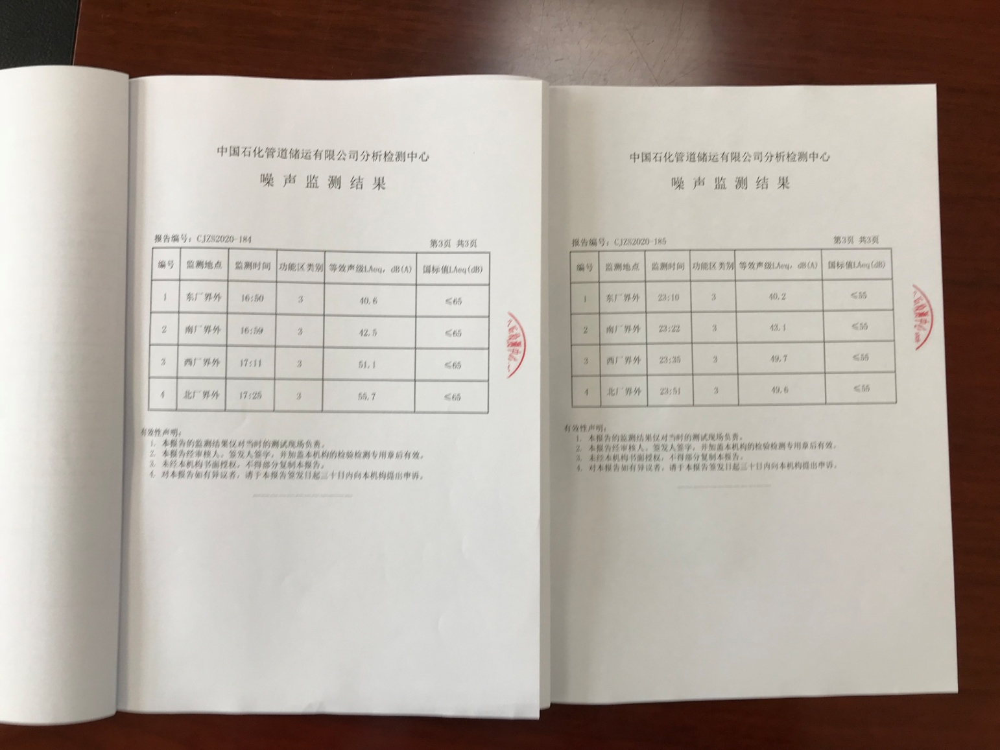 中国石化管道储运有限公司分析检测中心
噪声监测结果
报告编号：CJZS2020-184
第3页 共3页
编号 监测地点 监测时间 功能区类别 等效声级LAeq，dB(A) 国标值LAeq(dB)
1 东厂界外 16:50 3 40.6 ≤65
2 南厂界外 16:59 3 42.5 ≤65
3 西厂界外 17:11 3 51.1 ≤65
4 北厂界外 17:25 3 55.7 ≤65
有效性声明：
1. 本报告的监测结果仅对当时的测试现场负责。
2. 本报告经审核人、签发人签字，并加盖本机构的检验检测专用章后有效。
3. 未经本机构书面授权，不得部分复制本报告。
4. 对本报告如有异议者，请于本报告签发日起三十日内向本机构提出申诉。
中国石化管道储运有限公司分析检测中心
噪声监测结果
报告编号：CJZS2020-185
第3页 共3页
编号 监测地点 监测时间 功能区类别 等效声级LAeq，dB(A) 国标值LAeq(dB)
1 东厂界外 23:10 3 40.2 ≤55
2 南厂界外 23:22 3 43.1 ≤55
3 西厂界外 23:35 3 49.7 ≤55
4 北厂界外 23:51 3 49.6 ≤55
有效性声明：
1. 本报告的监测结果仅对当时的测试现场负责。
2. 本报告经审核人、签发人签字，并加盖本机构的检验检测专用章后有效。
3. 未经本机构书面授权，不得部分复制本报告。
4. 对本报告如有异议者，请于本报告签发日起三十日内向本机构提出申诉。